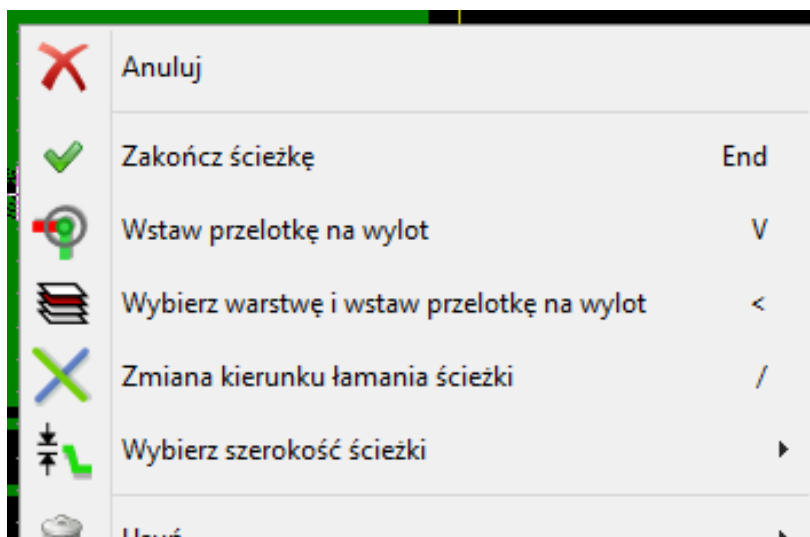 Anuluj
Zakończ ścieżkę End
Wstaw przelotkę na wylot V
Wybierz warstwę i wstaw przelotkę na wylot <
Zmiana kierunku łamania ścieżki /
Wybierz szerokość ścieżki